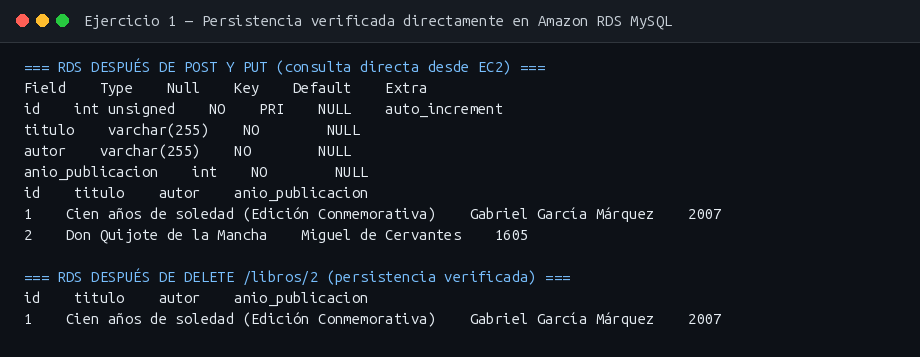 Ejercicio 1 — Persistencia verificada directamente en Amazon RDS MySQL
=== RDS DESPUÉS DE POST Y PUT (consulta directa desde EC2) ===
Field    Type    Null    Key    Default    Extra
id    int unsigned    NO    PRI    NULL    auto_increment
titulo    varchar(255)    NO        NULL
autor    varchar(255)    NO        NULL
anio_publicacion    int    NO        NULL
id    titulo    autor    anio_publicacion
1    Cien años de soledad (Edición Conmemorativa)    Gabriel García Márquez    2007
2    Don Quijote de la Mancha    Miguel de Cervantes    1605
=== RDS DESPUÉS DE DELETE /libros/2 (persistencia verificada) ===
id    titulo    autor    anio_publicacion
1    Cien años de soledad (Edición Conmemorativa)    Gabriel García Márquez    2007